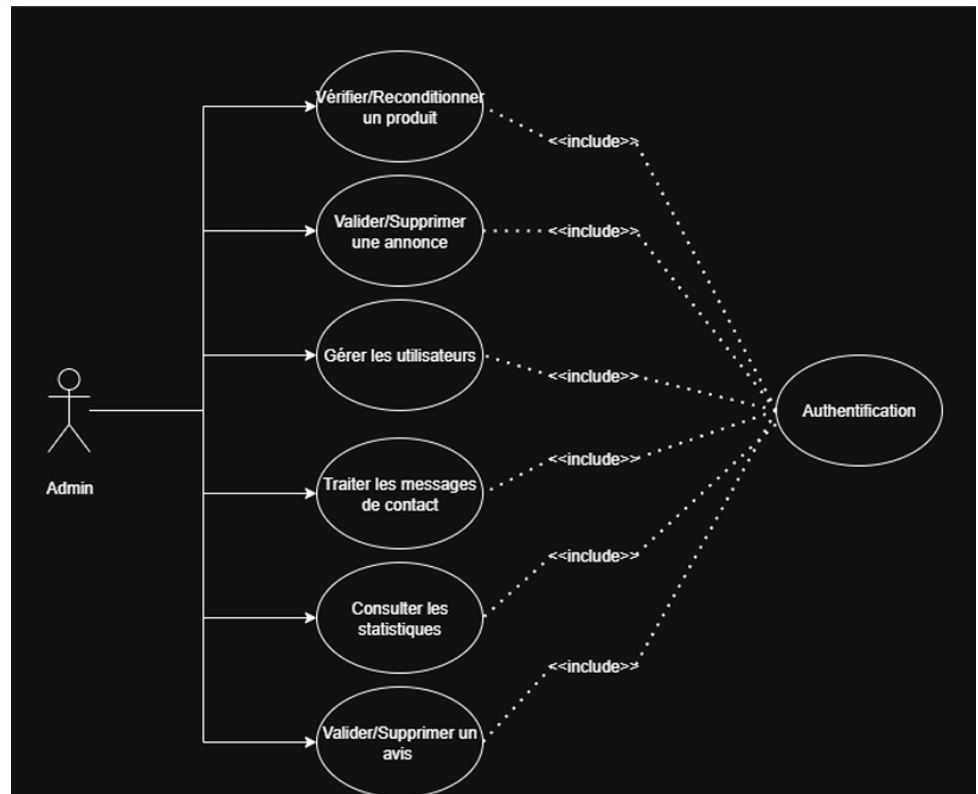 Vérifier/Reconditionner
un produit
<<include>>
Valider/Supprimer
une annonce
<<include>>
Gérer les utilisateurs
<<include>>
Authentification
Admin
<<include>>
Traiter les messages
de contact
<<include>>
Consulter les
statistiques
<<include>>
Valider/Supprimer un
avis